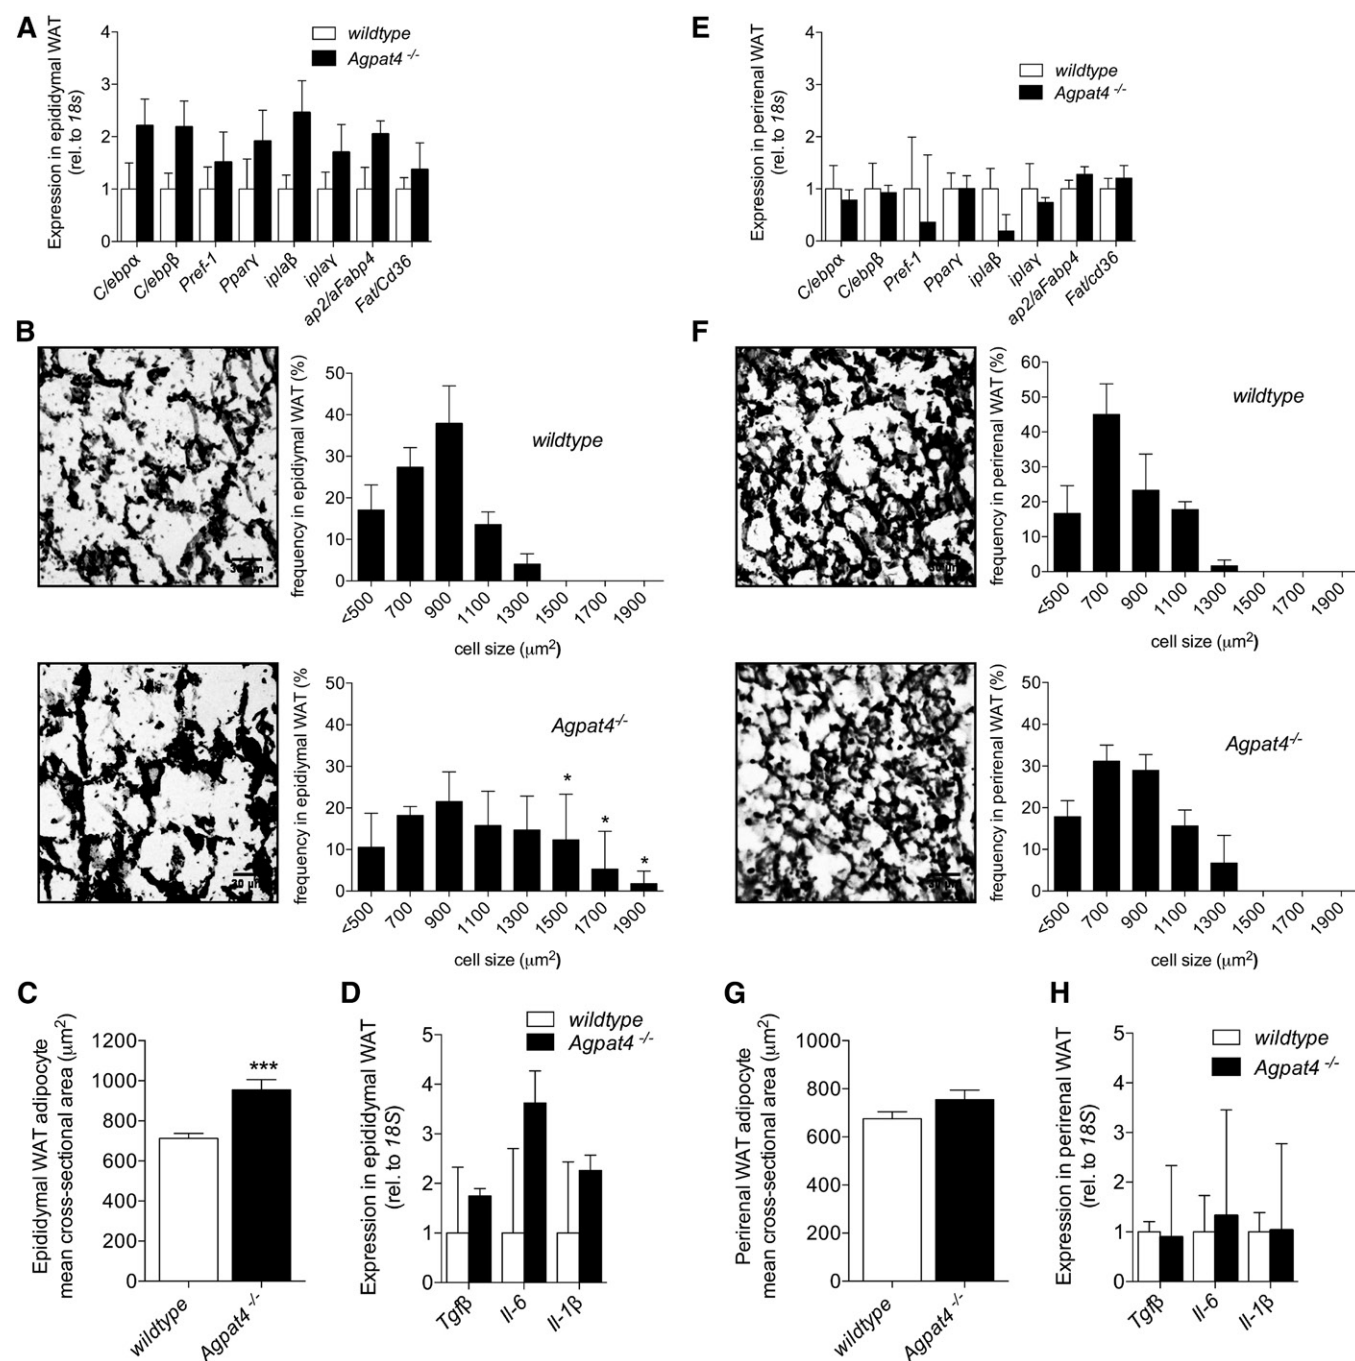 A
Expression in epididymal WAT
(rel. to 18s)
4
3
2
1
0
wildtype
Agpat4 -/-
C/ebpα
C/ebpβ
Pref-1
Pparγ
iplaβ
iplaγ
ap2/aFabp4
Fat/Cd36
E
Expression in perirenal WAT
(rel. to 18s)
4
3
2
1
0
wildtype
Agpat4 -/-
C/ebpα
C/ebpβ
Pref-1
Pparγ
iplaβ
iplaγ
ap2/aFabp4
Fat/cd36
B
30 µm
frequency in epidiymal WAT (%)
50
40
30
20
10
0
wildtype
<500
700
900
1100
1300
1500
1700
1900
cell size (µm2)
30 µm
frequency in epidiymal WAT (%)
50
40
30
20
10
0
Agpat4-/-
*
*
*
<500
700
900
1100
1300
1500
1700
1900
cell size (µm2)
F
frequency in perirenal WAT (%)
60
50
40
30
20
10
0
wildtype
<500
700
900
1100
1300
1500
1700
1900
cell size (µm2)
frequency in perirenal WAT (%)
50
40
30
20
10
0
Agpat4-/-
<500
700
900
1100
1300
1500
1700
1900
cell size (µm2)
C
Epididymal WAT adipocyte
mean cross-sectional area (µm2)
1200
1000
800
600
400
200
0
***
wildtype
Agpat4 -/-
D
Expression in epididymal WAT
(rel. to 18S)
5
4
3
2
1
0
wildtype
Agpat4 -/-
Tgfβ
Il-6
Il-1β
G
Perirenal WAT adipocyte
mean cross-sectional area (µm2)
1000
800
600
400
200
0
wildtype
Agpat4 -/-
H
Expression in perirenal WAT
(rel. to 18S)
5
4
3
2
1
0
wildtype
Agpat4 -/-
Tgfβ
Il-6
Il-1β